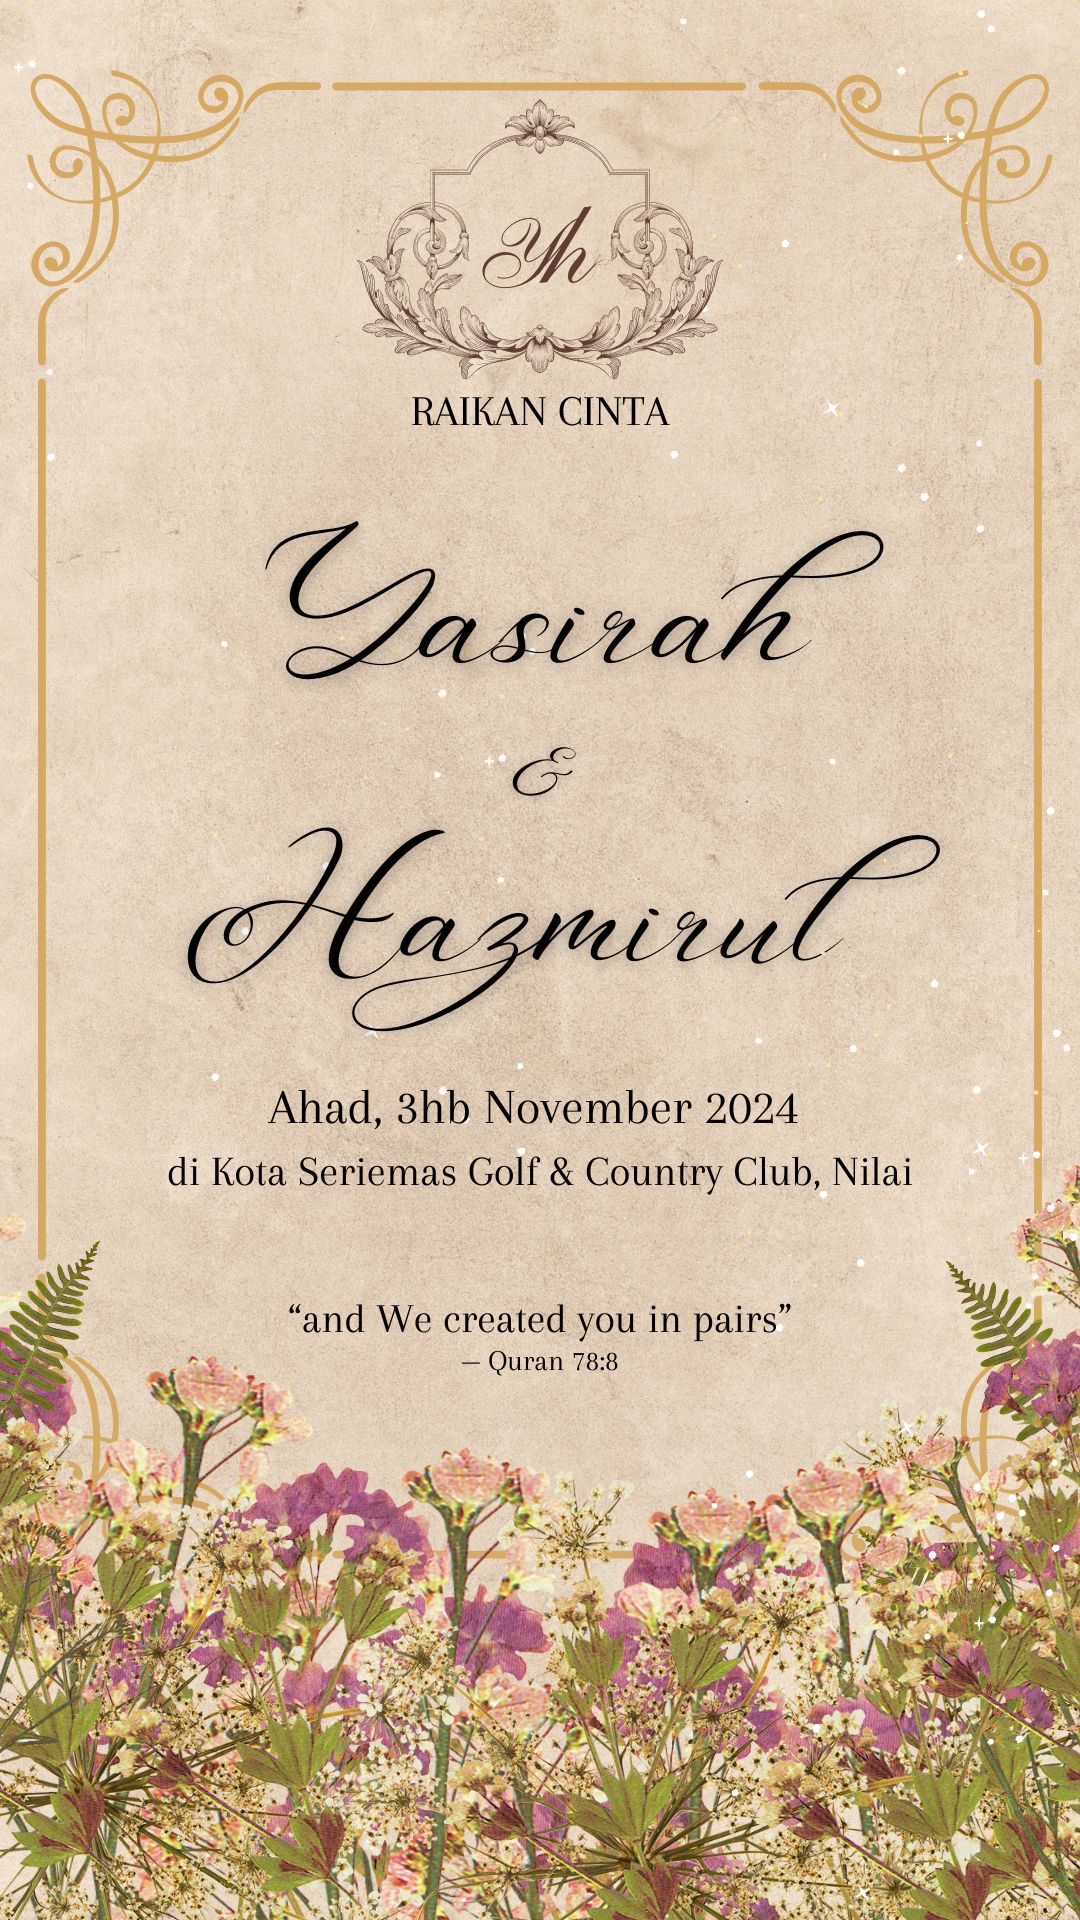 Yh
RAIKAN CINTA
Yasirah
&
Hazmirul
Ahad, 3hb November 2024
di Kota Seriemas Golf & Country Club, Nilai
“and We created you in pairs”
– Quran 78:8